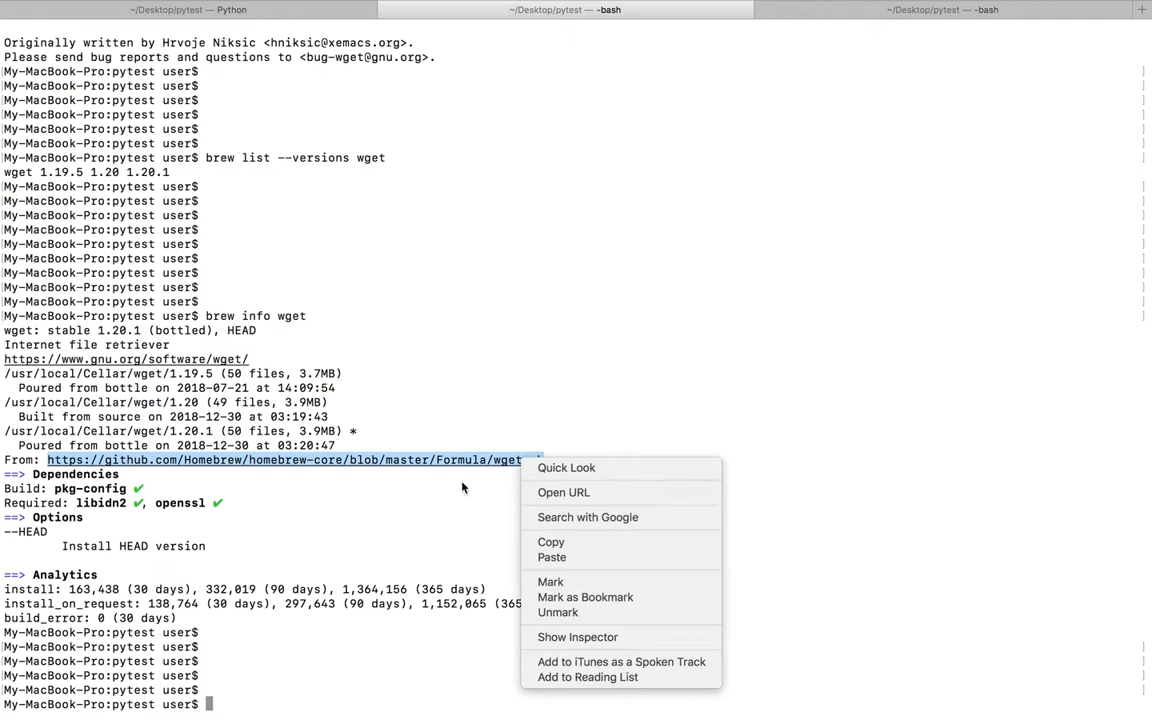 ~/Desktop/pytest — Python
~/Desktop/pytest — -bash
~/Desktop/pytest — -bash
Originally written by Hrvoje Niksic <hniksic@xemacs.org>.
Please send bug reports and questions to <bug-wget@gnu.org>.
My-MacBook-Pro:pytest user$
My-MacBook-Pro:pytest user$
My-MacBook-Pro:pytest user$
My-MacBook-Pro:pytest user$
My-MacBook-Pro:pytest user$
My-MacBook-Pro:pytest user$
My-MacBook-Pro:pytest user$ brew list --versions wget
wget 1.19.5 1.20 1.20.1
My-MacBook-Pro:pytest user$
My-MacBook-Pro:pytest user$
My-MacBook-Pro:pytest user$
My-MacBook-Pro:pytest user$
My-MacBook-Pro:pytest user$
My-MacBook-Pro:pytest user$
My-MacBook-Pro:pytest user$
My-MacBook-Pro:pytest user$
My-MacBook-Pro:pytest user$
My-MacBook-Pro:pytest user$ brew info wget
wget: stable 1.20.1 (bottled), HEAD
Internet file retriever
https://www.gnu.org/software/wget/
/usr/local/Cellar/wget/1.19.5 (50 files, 3.7MB)
Poured from bottle on 2018-07-21 at 14:09:54
/usr/local/Cellar/wget/1.20 (49 files, 3.9MB)
Built from source on 2018-12-30 at 03:19:43
/usr/local/Cellar/wget/1.20.1 (50 files, 3.9MB) *
Poured from bottle on 2018-12-30 at 03:20:47
From: https://github.com/Homebrew/homebrew-core/blob/master/Formula/wget
==> Dependencies
Build: pkg-config ✔
Required: libidn2 ✔, openssl ✔
==> Options
--HEAD
Install HEAD version
==> Analytics
install: 163,438 (30 days), 332,019 (90 days), 1,364,156 (365 days)
install_on_request: 138,764 (30 days), 297,643 (90 days), 1,152,065 (365
build_error: 0 (30 days)
My-MacBook-Pro:pytest user$
My-MacBook-Pro:pytest user$
My-MacBook-Pro:pytest user$
My-MacBook-Pro:pytest user$
My-MacBook-Pro:pytest user$
My-MacBook-Pro:pytest user$
Quick Look
Open URL
Search with Google
Copy
Paste
Mark
Mark as Bookmark
Unmark
Show Inspector
Add to iTunes as a Spoken Track
Add to Reading List